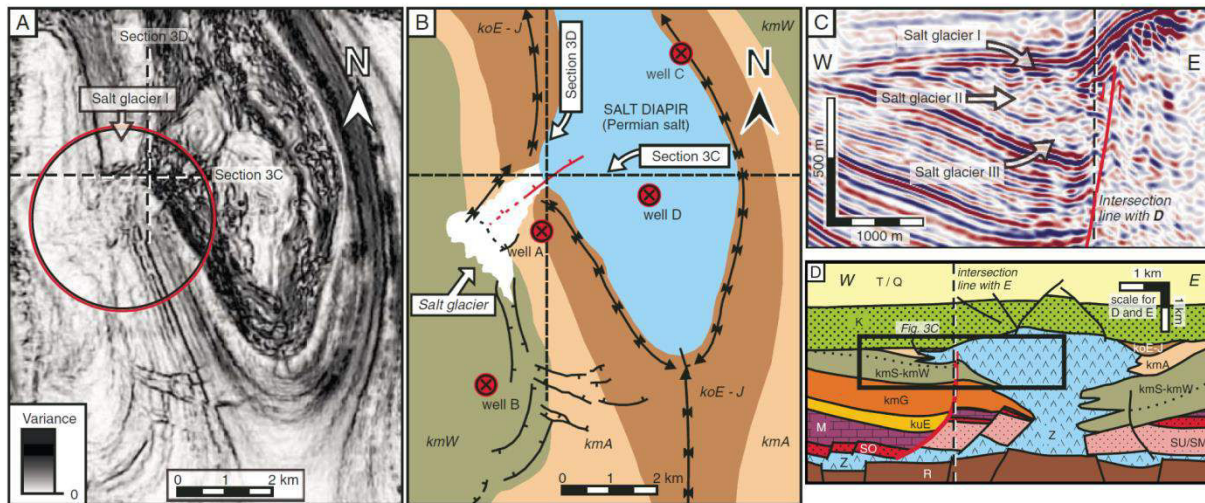 A
Section 3D
Salt glacier I
N
Section 3C
Variance
0
0 1 2 km
B
koE - J
Section 3D
kmW
well C
N
SALT DIAPIR
(Permian salt)
Section 3C
well D
well A
Salt glacier
well B
koE - J
kmW
kmA
kmA
0 1 2 km
C
Salt glacier I
W
E
Salt glacier II
Salt glacier III
500 m
1000 m
Intersection
line with D
D
W
T / Q
intersection
line with E
1 km
E
scale for
D and E
1 km
K
Fig. 3C
koE-J
kmA
kmS-kmW
kmS-kmW
kmG
kuE
M
SO
Z
Z
SU/SM
Z
R